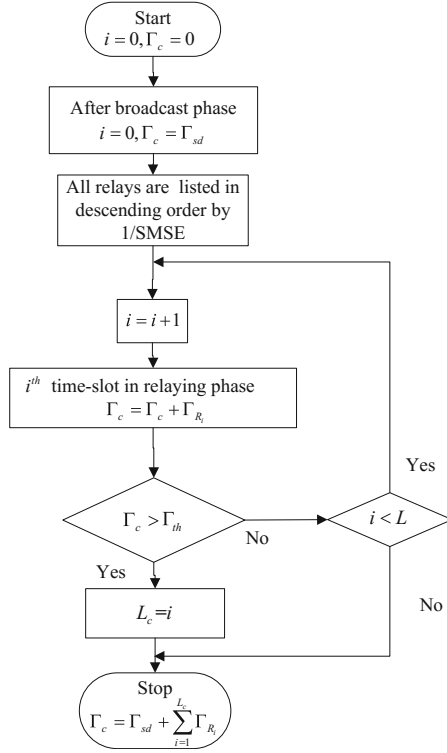 Start
i = 0, Γ_c = 0
After broadcast phase
i = 0, Γ_c = Γ_sd
All relays are listed in
descending order by
1/SMSE
i = i + 1
i^th time-slot in relaying phase
Γ_c = Γ_c + Γ_{R_i}
Yes
Γ_c > Γ_th
i < L
No
Yes
L_c = i
No
Stop
Γ_c = Γ_sd + ∑_{i=1}^{L_c} Γ_{R_i}